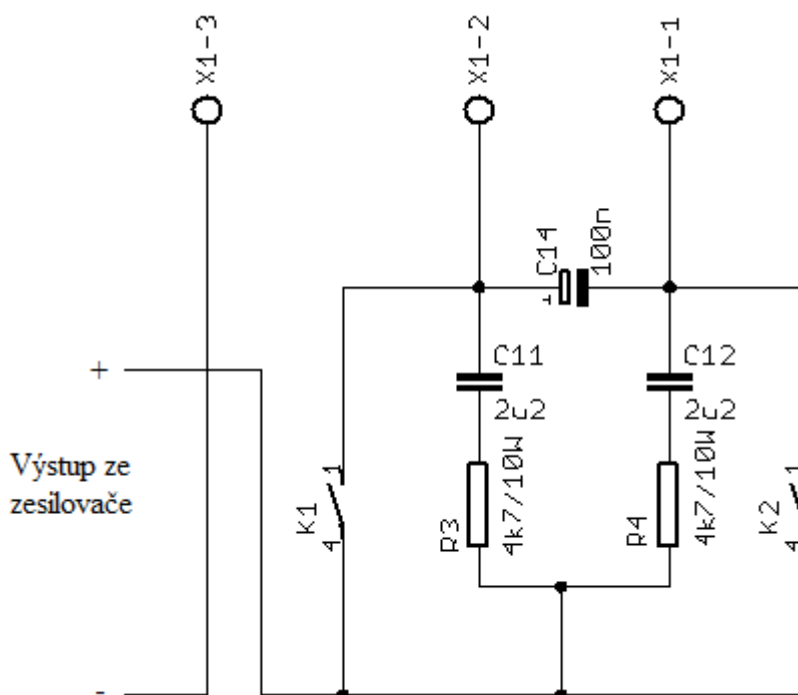 X1-3
X1-2
X1-1
C14
100n
+
+
C11
2u2
C12
2u2
Výstup ze
zesilovače
K1
1
4
R3
4k7/10W
R4
4k7/10W
K2
1
4
-